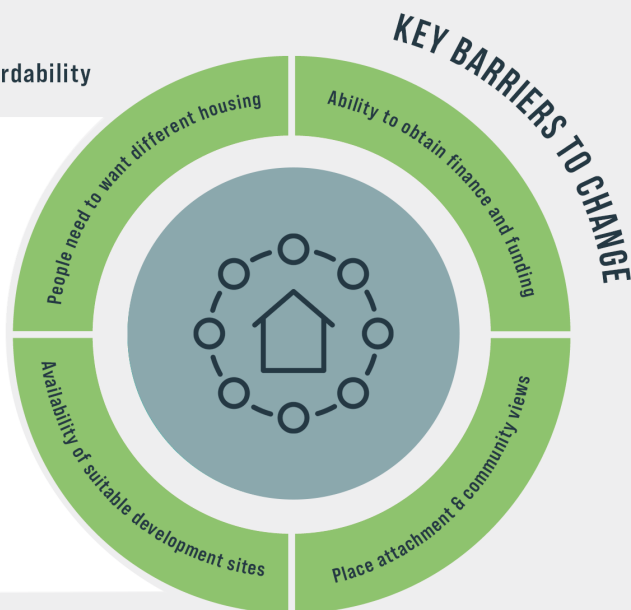 rdability
KEY BARRIERS TO CHANGE
People need to want different housing
Ability to obtain finance and funding
Availability of suitable development sites
Place attachment & community views